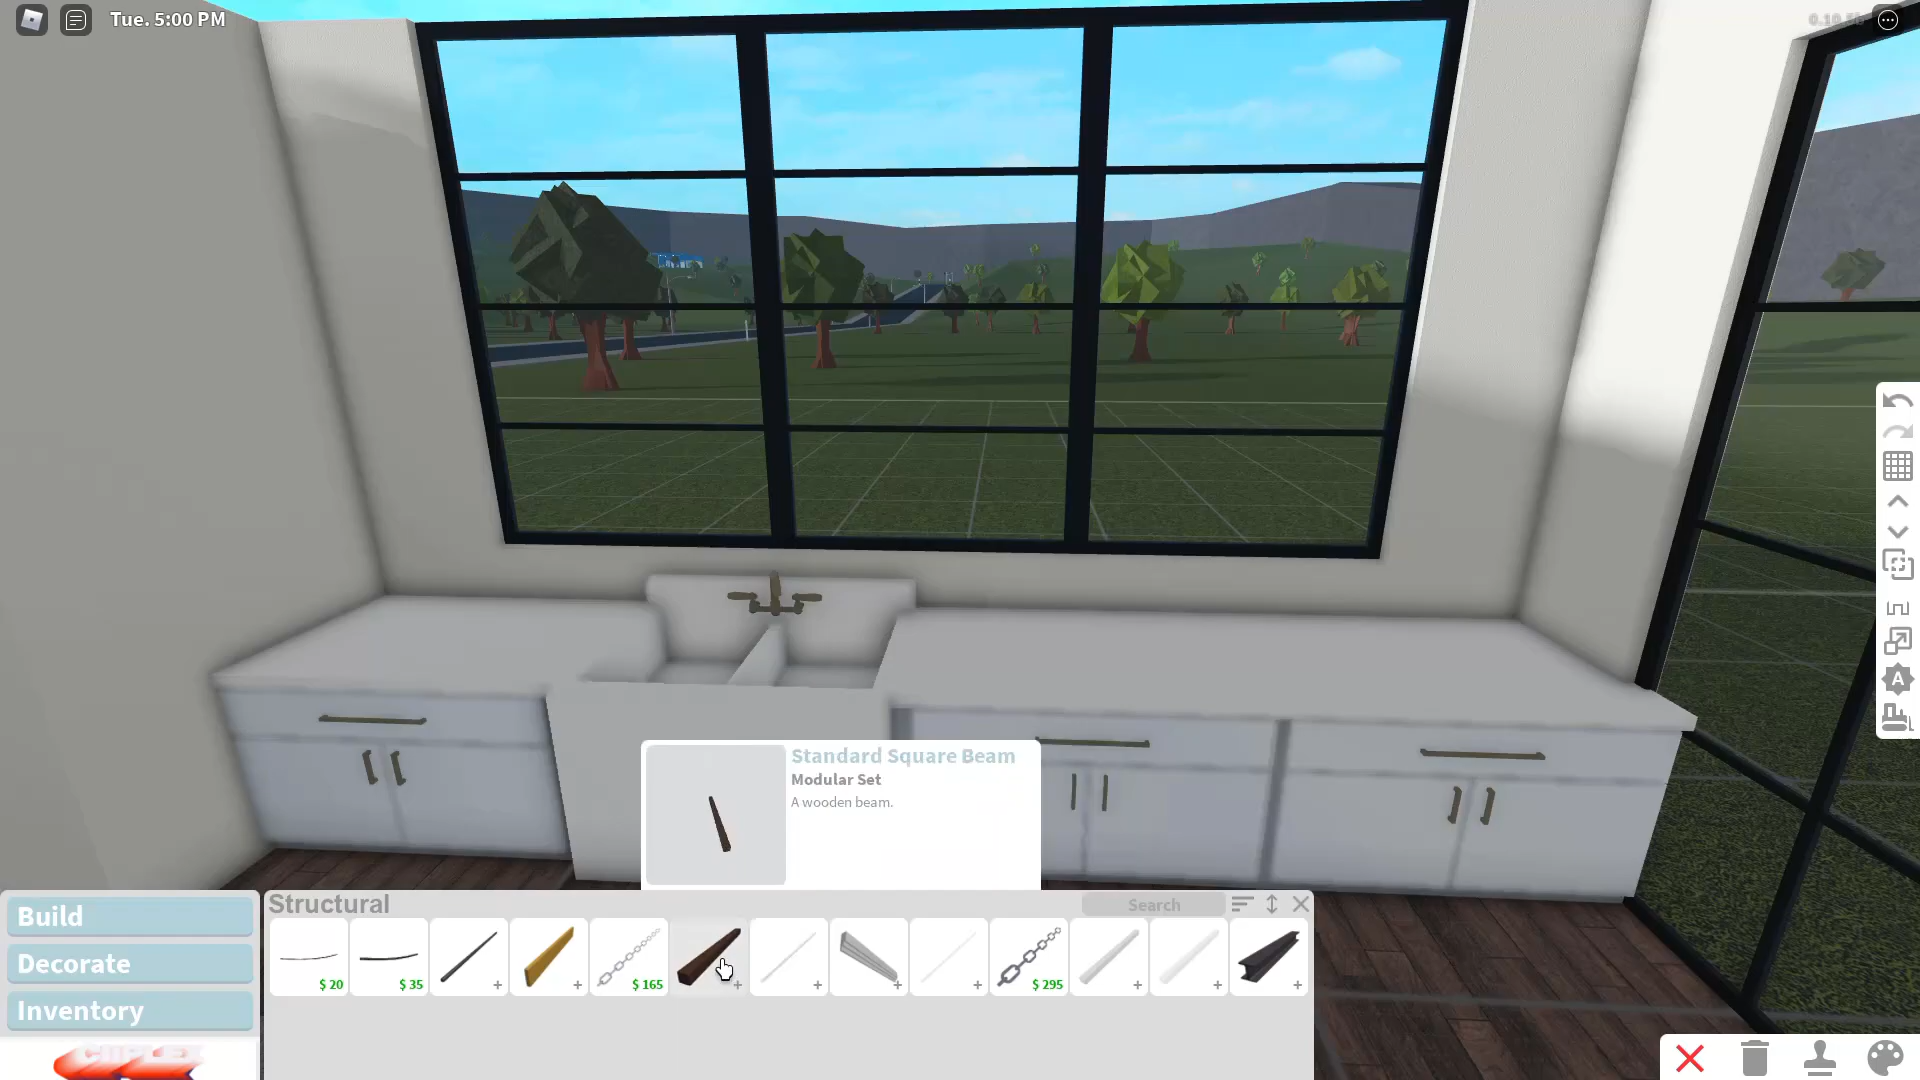 Tue. 5:00 PM
Standard Square Beam
Modular Set
A wooden beam.
Build
Decorate
Inventory
Structural
Search
$ 20
$ 35
+
+
$ 165
+
+
+
+
$ 295
+
+
+
A